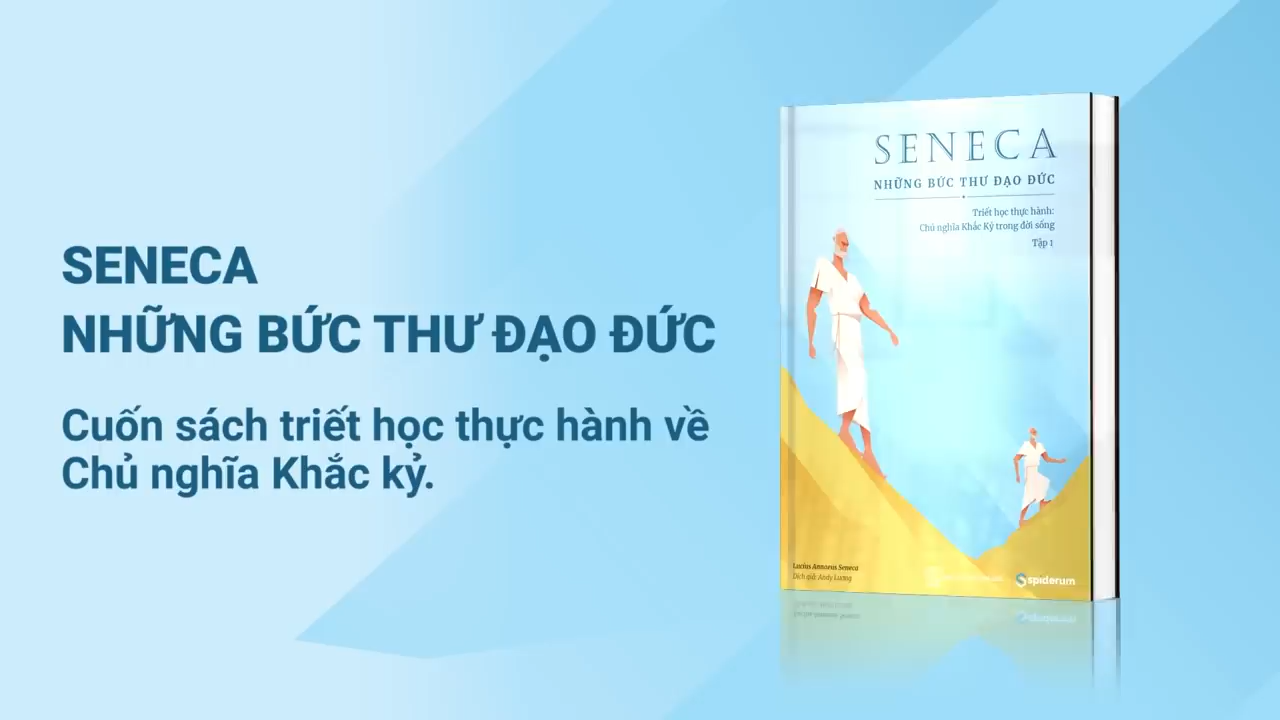 SENECA
NHỮNG BỨC THƯ ĐẠO ĐỨC
Cuốn sách triết học thực hành về
Chủ nghĩa Khắc kỷ.
SENECA
NHỮNG BỨC THƯ ĐẠO ĐỨC
Triết học thực hành:
Chủ nghĩa Khắc Kỷ trong đời sống
Tập 1
Lucius Annaeus Seneca
Dịch giả: Andy Lương
spiderum